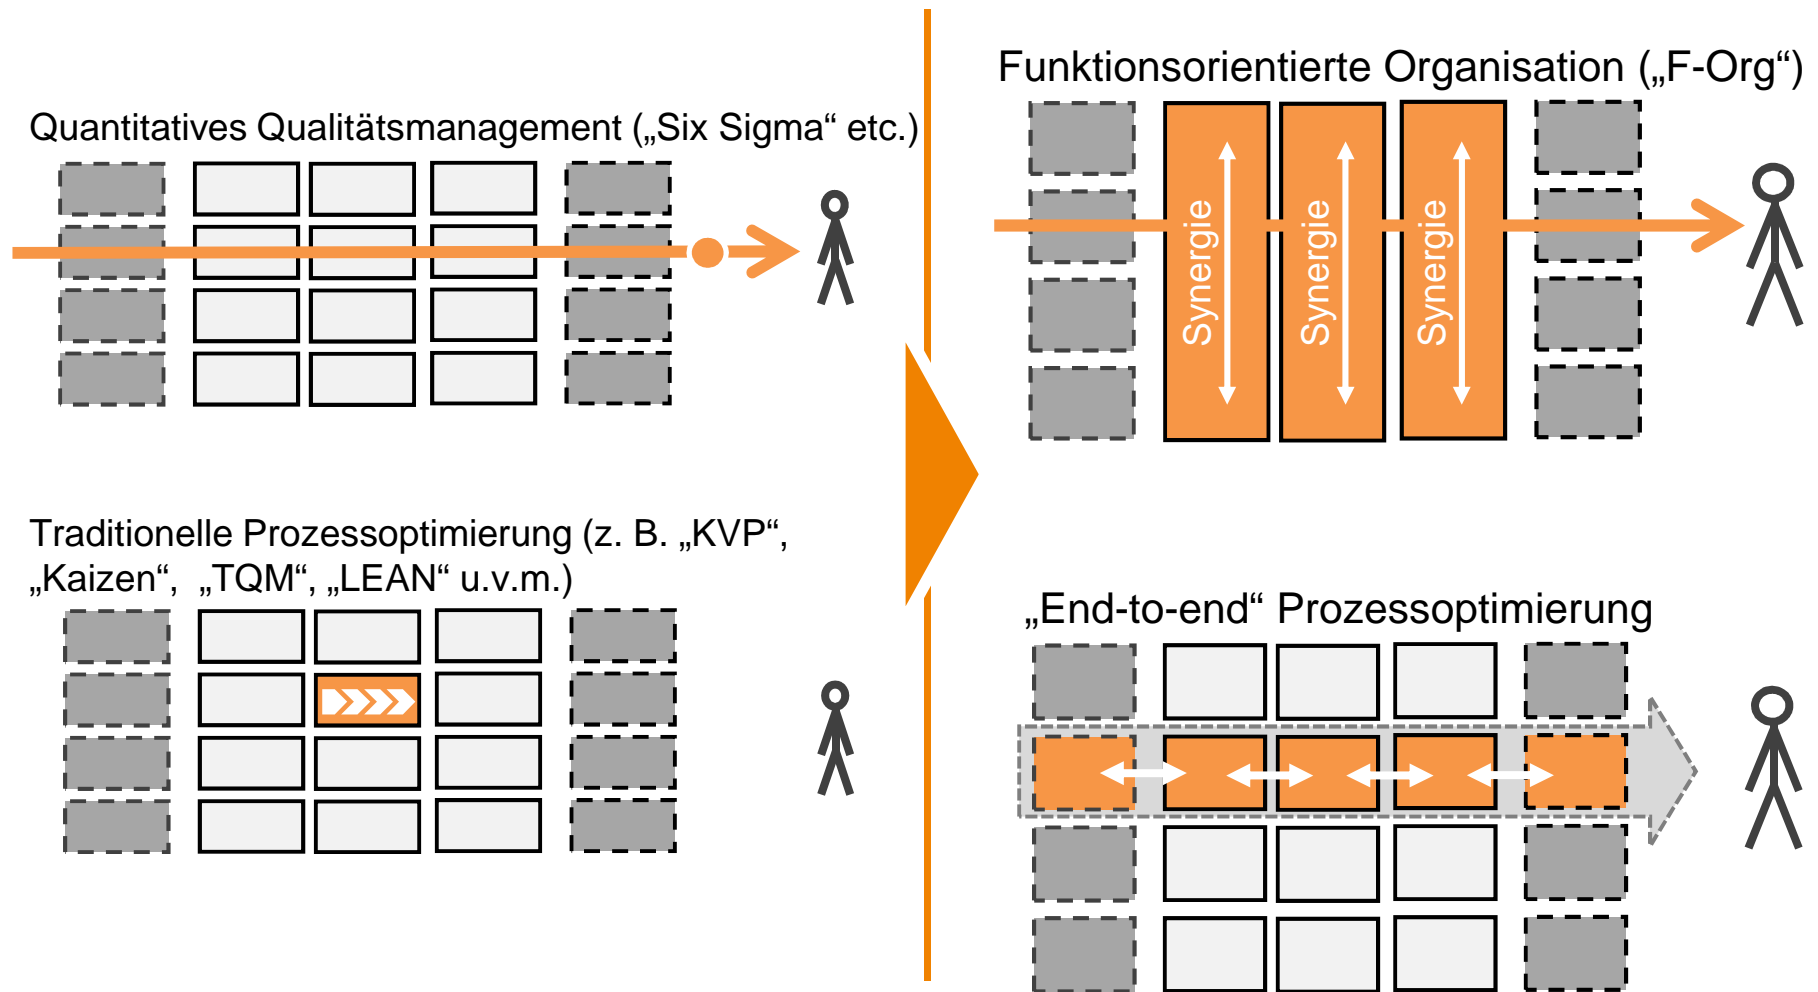 Quantitatives Qualitätsmanagement („Six Sigma“ etc.)
Traditionelle Prozessoptimierung (z. B. „KVP“,
„Kaizen“, „TQM“, „LEAN“ u.v.m.)
Funktionsorientierte Organisation („F-Org“)
Synergie
Synergie
Synergie
„End-to-end“ Prozessoptimierung